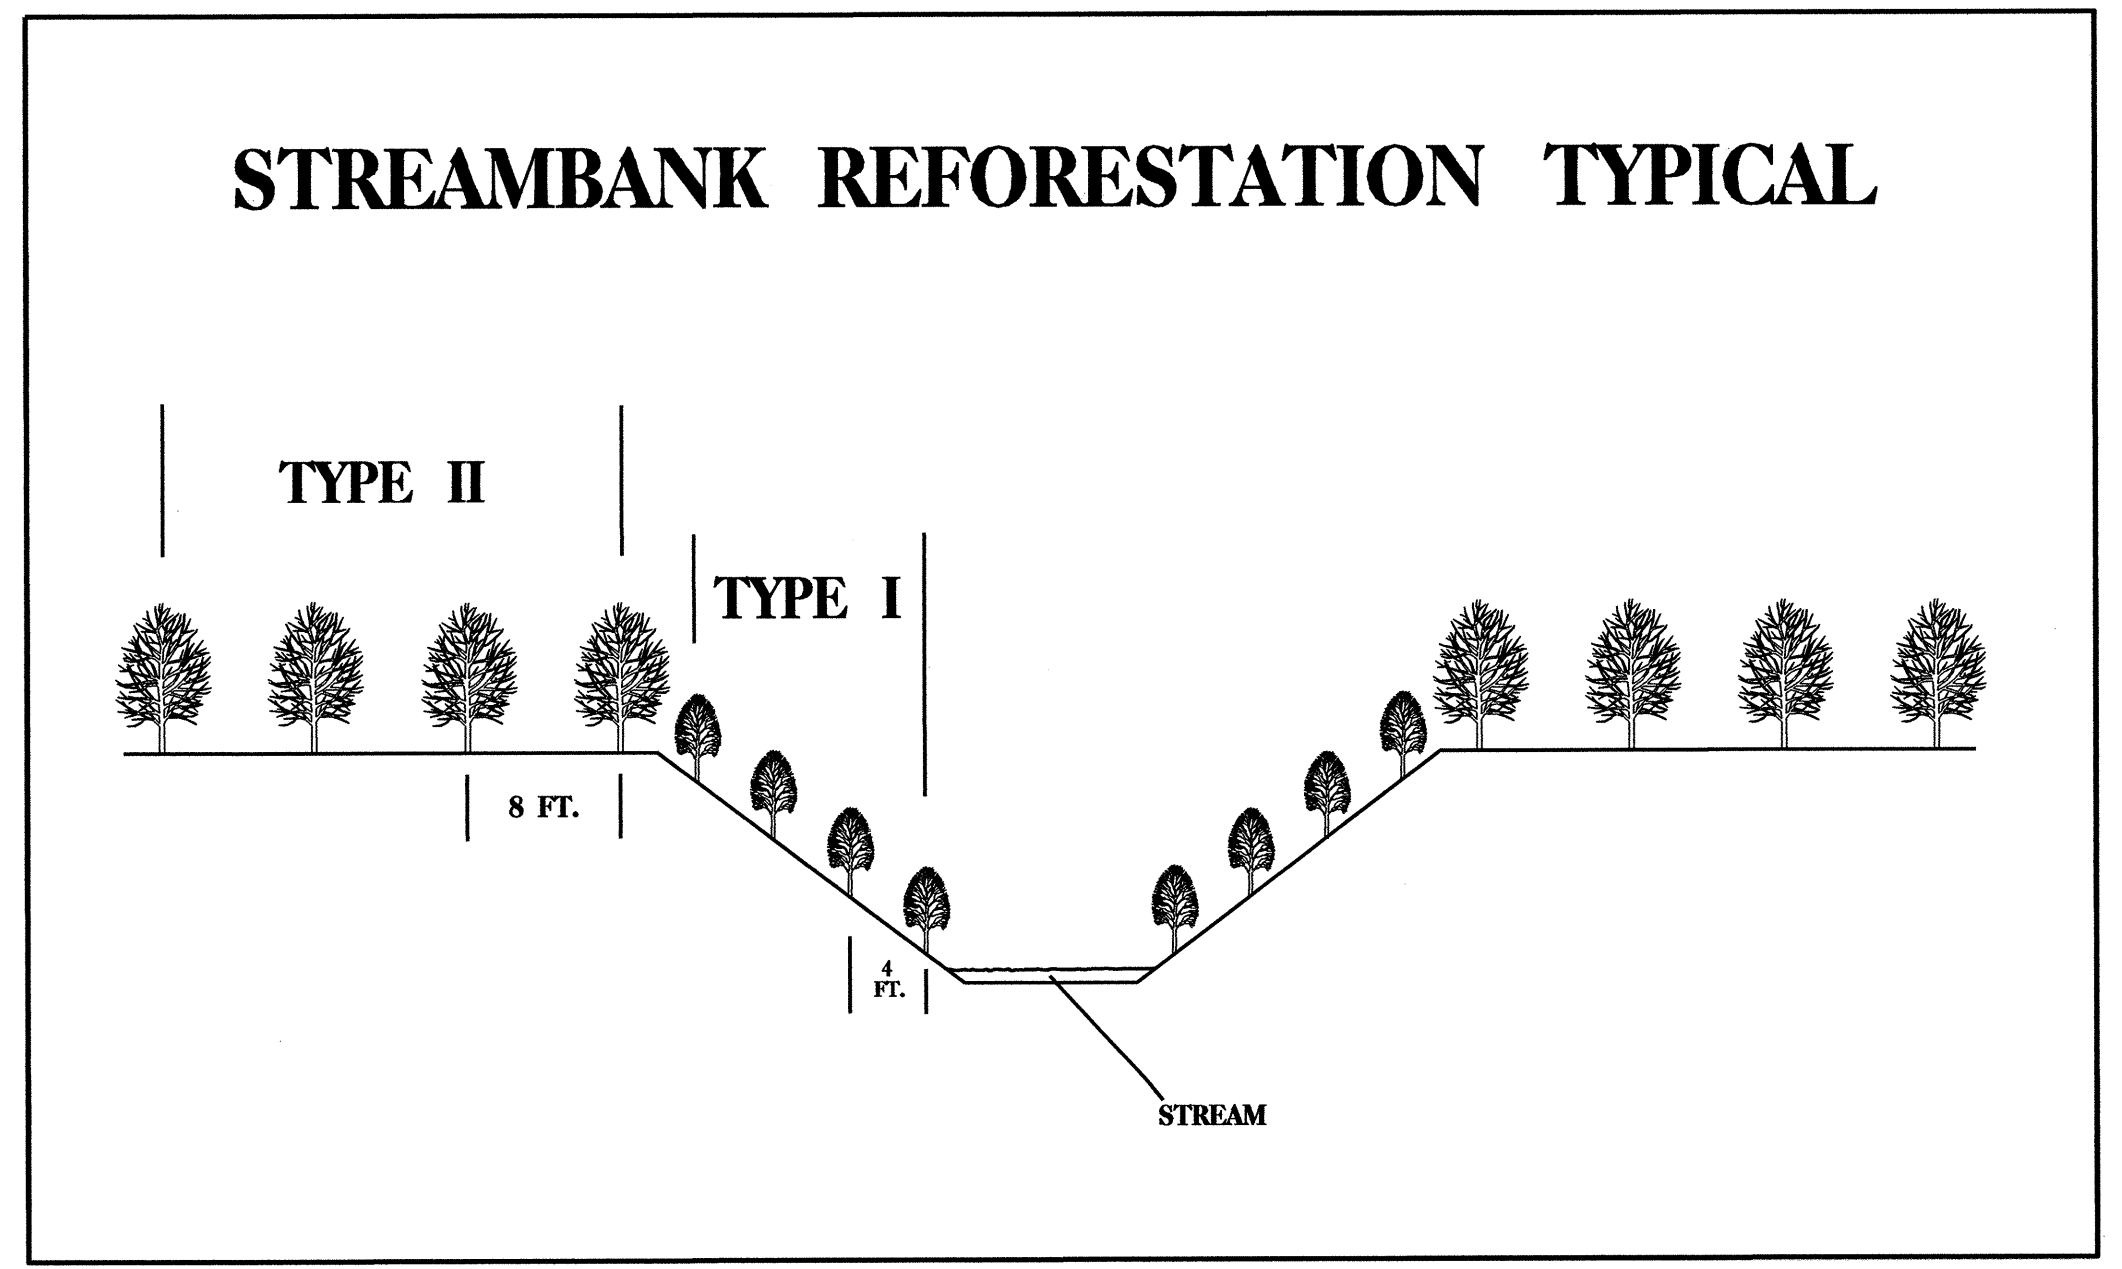 STREAMBANK REFORESTATION TYPICAL
TYPE II
TYPE I
8 FT.
4
FT.
STREAM